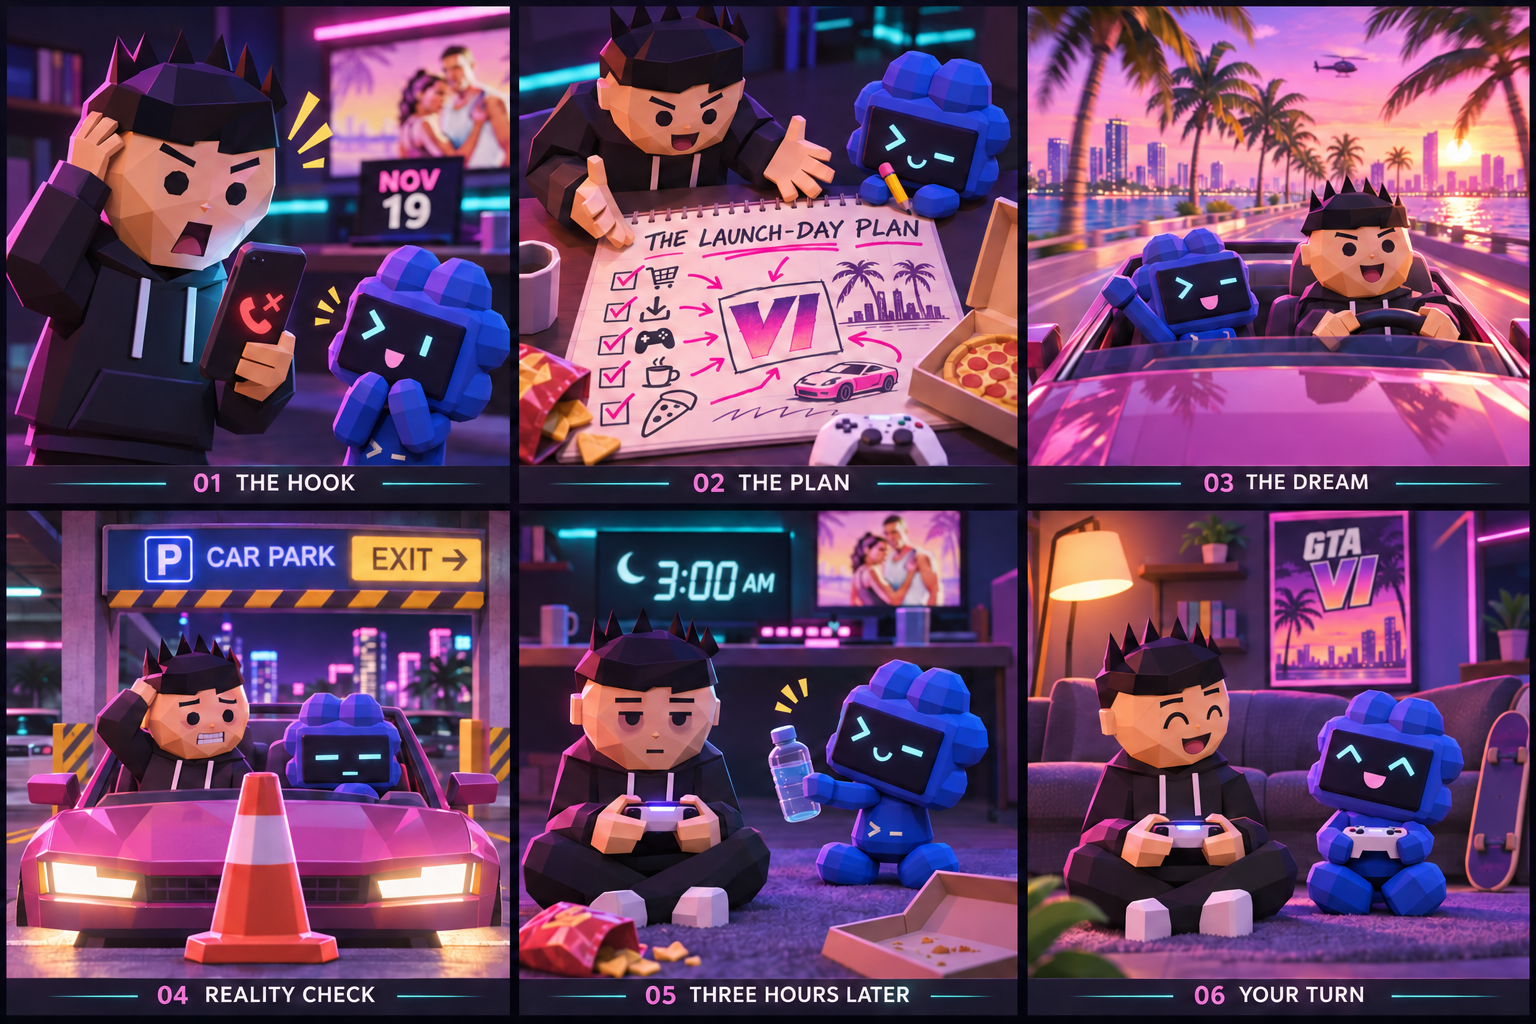 NOV
19
01 THE HOOK
THE LAUNCH-DAY PLAN
VI
02 THE PLAN
03 THE DREAM
P CAR PARK EXIT →
04 REALITY CHECK
3:00 AM
05 THREE HOURS LATER
GTA
VI
06 YOUR TURN